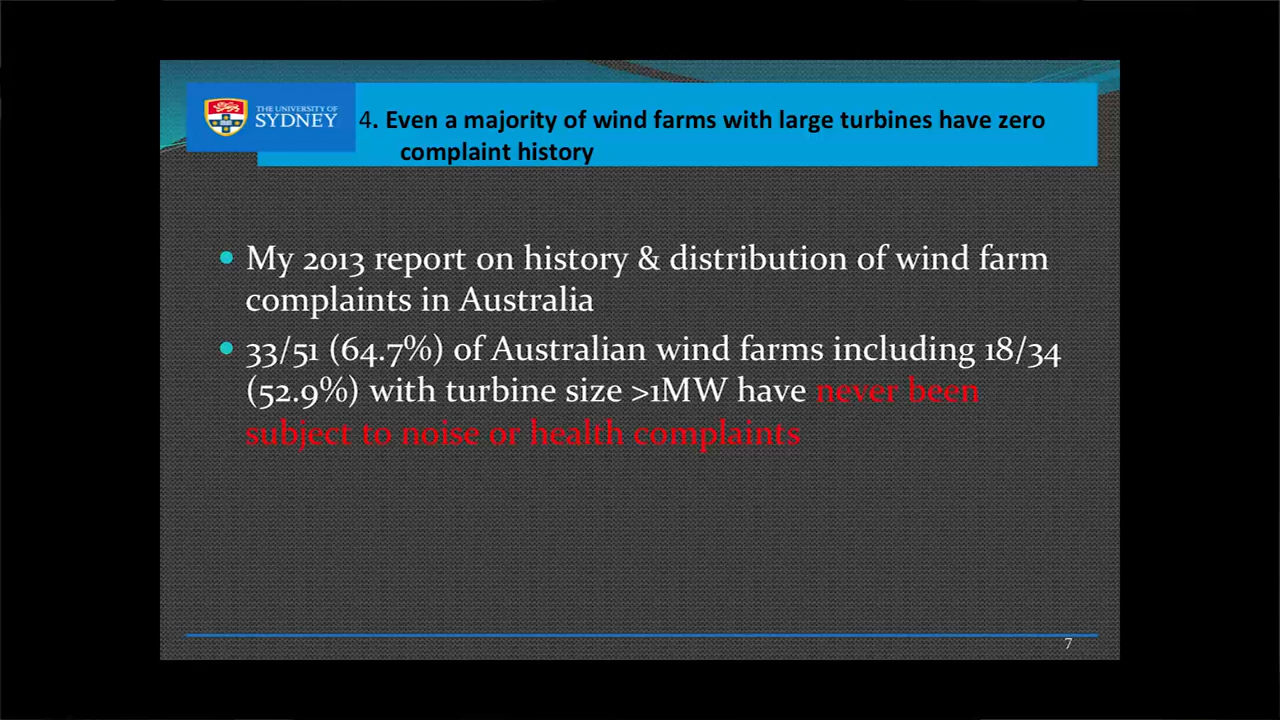 THE UNIVERSITY OF
SYDNEY
4. Even a majority of wind farms with large turbines have zero
complaint history
• My 2013 report on history & distribution of wind farm
complaints in Australia
• 33/51 (64.7%) of Australian wind farms including 18/34
(52.9%) with turbine size >1MW have never been
subject to noise or health complaints
7